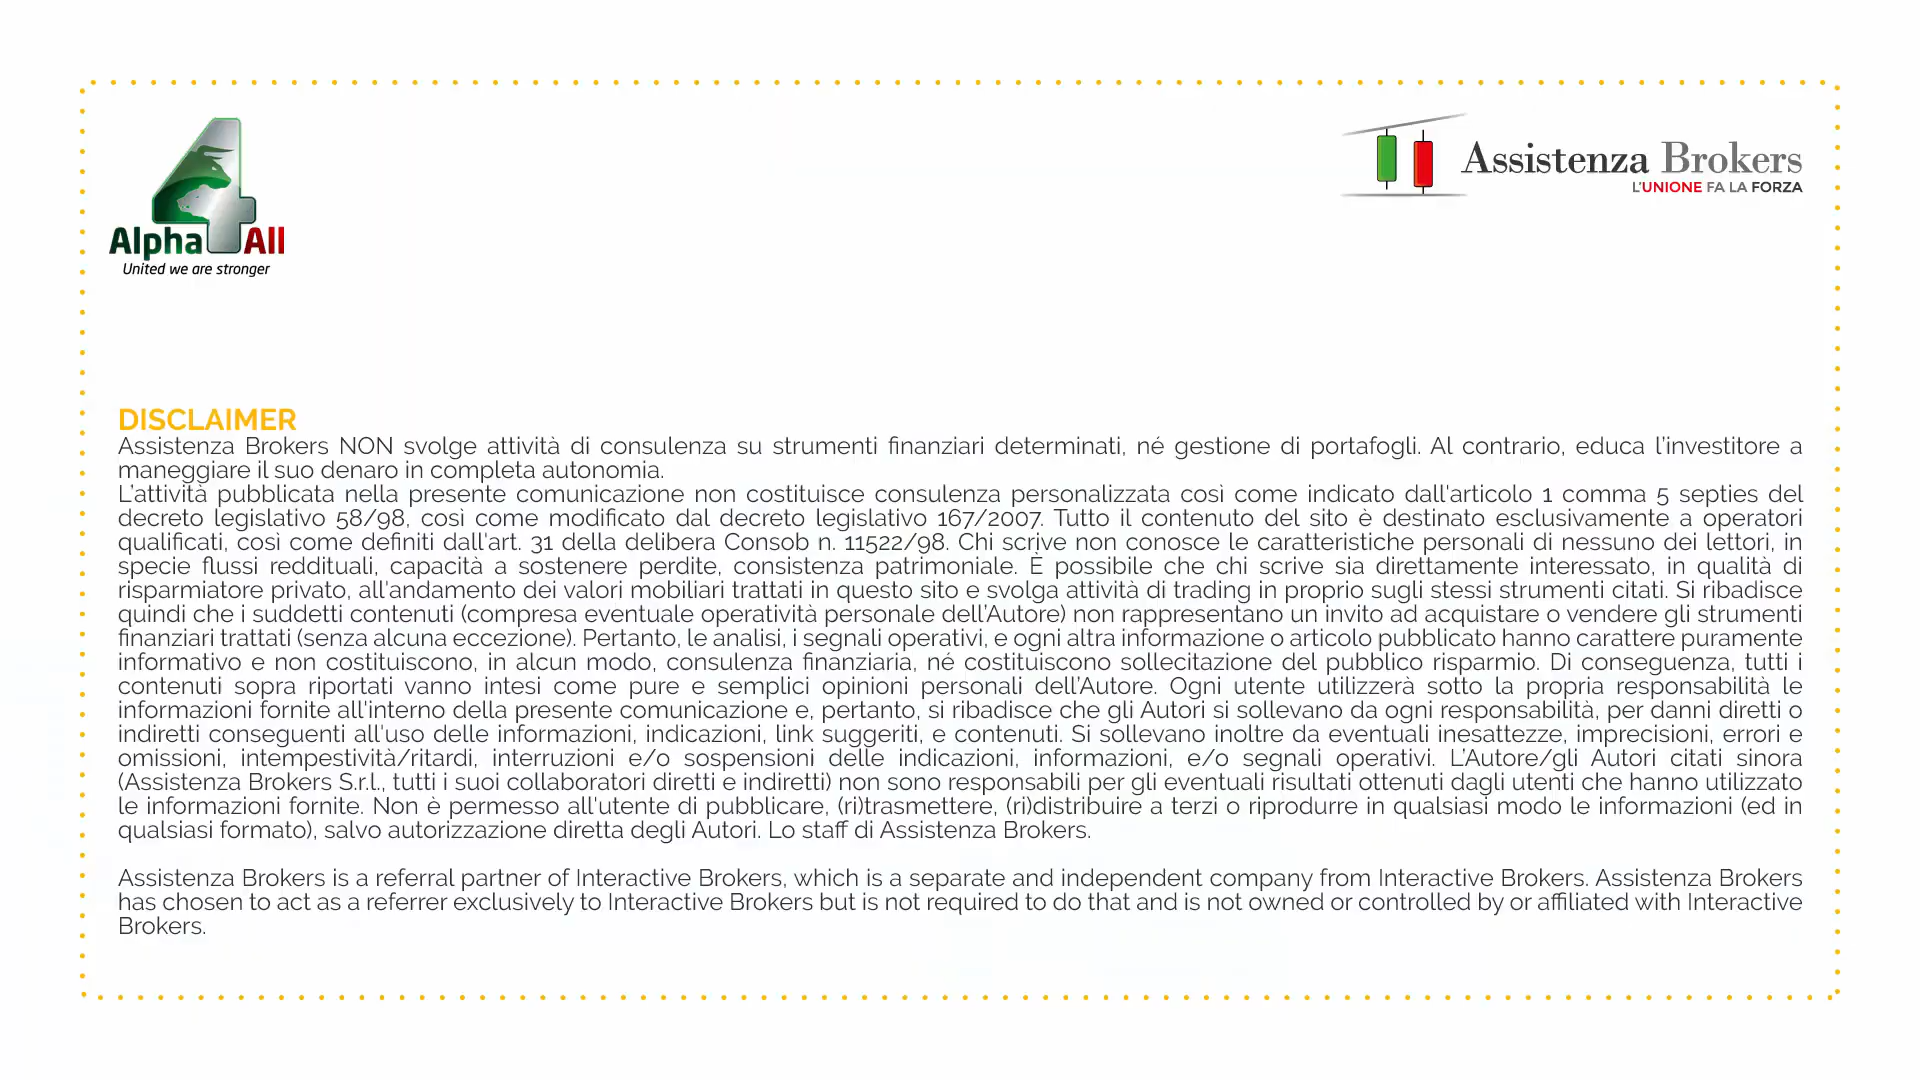 4
Alpha All
United we are stronger
Assistenza Brokers
L'UNIONE FA LA FORZA
DISCLAIMER
Assistenza Brokers NON svolge attività di consulenza su strumenti finanziari determinati, né gestione di portafogli. Al contrario, educa l’investitore a
maneggiare il suo denaro in completa autonomia.
L’attività pubblicata nella presente comunicazione non costituisce consulenza personalizzata così come indicato dall'articolo 1 comma 5 septies del
decreto legislativo 58/98, così come modificato dal decreto legislativo 167/2007. Tutto il contenuto del sito è destinato esclusivamente a operatori
qualificati, così come definiti dall'art. 31 della delibera Consob n. 11522/98. Chi scrive non conosce le caratteristiche personali di nessuno dei lettori, in
specie flussi reddituali, capacità a sostenere perdite, consistenza patrimoniale. È possibile che chi scrive sia direttamente interessato, in qualità di
risparmiatore privato, all'andamento dei valori mobiliari trattati in questo sito e svolga attività di trading in proprio sugli stessi strumenti citati. Si ribadisce
quindi che i suddetti contenuti (compresa eventuale operatività personale dell’Autore) non rappresentano un invito ad acquistare o vendere gli strumenti
finanziari trattati (senza alcuna eccezione). Pertanto, le analisi, i segnali operativi, e ogni altra informazione o articolo pubblicato hanno carattere puramente
informativo e non costituiscono, in alcun modo, consulenza finanziaria, né costituiscono sollecitazione del pubblico risparmio. Di conseguenza, tutti i
contenuti sopra riportati vanno intesi come pure e semplici opinioni personali dell’Autore. Ogni utente utilizzerà sotto la propria responsabilità le
informazioni fornite all'interno della presente comunicazione e, pertanto, si ribadisce che gli Autori si sollevano da ogni responsabilità, per danni diretti o
indiretti conseguenti all'uso delle informazioni, indicazioni, link suggeriti, e contenuti. Si sollevano inoltre da eventuali inesattezze, imprecisioni, errori e
omissioni, intempestività/ritardi, interruzioni e/o sospensioni delle indicazioni, informazioni, e/o segnali operativi. L’Autore/gli Autori citati sinora
(Assistenza Brokers S.r.l., tutti i suoi collaboratori diretti e indiretti) non sono responsabili per gli eventuali risultati ottenuti dagli utenti che hanno utilizzato
le informazioni fornite. Non è permesso all'utente di pubblicare, (ri)trasmettere, (ri)distribuire a terzi o riprodurre in qualsiasi modo le informazioni (ed in
qualsiasi formato), salvo autorizzazione diretta degli Autori. Lo staff di Assistenza Brokers.
Assistenza Brokers is a referral partner of Interactive Brokers, which is a separate and independent company from Interactive Brokers. Assistenza Brokers
has chosen to act as a referrer exclusively to Interactive Brokers but is not required to do that and is not owned or controlled by or affiliated with Interactive
Brokers.